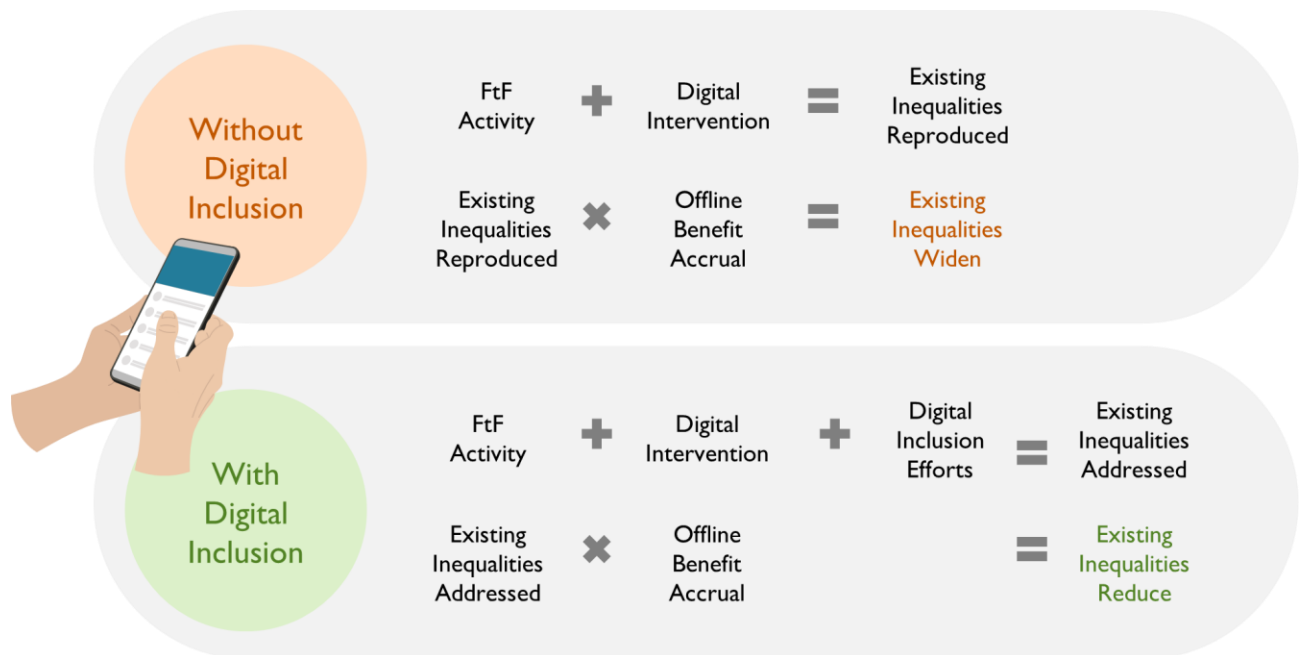 Without
Digital
Inclusion
FtF
Activity
+
Digital
Intervention
=
Existing
Inequalities
Reproduced
Existing
Inequalities
Reproduced
×
Offline
Benefit
Accrual
=
Existing
Inequalities
Widen
With
Digital
Inclusion
FtF
Activity
+
Digital
Intervention
+
Digital
Inclusion
Efforts
=
Existing
Inequalities
Addressed
Existing
Inequalities
Addressed
×
Offline
Benefit
Accrual
=
Existing
Inequalities
Reduce